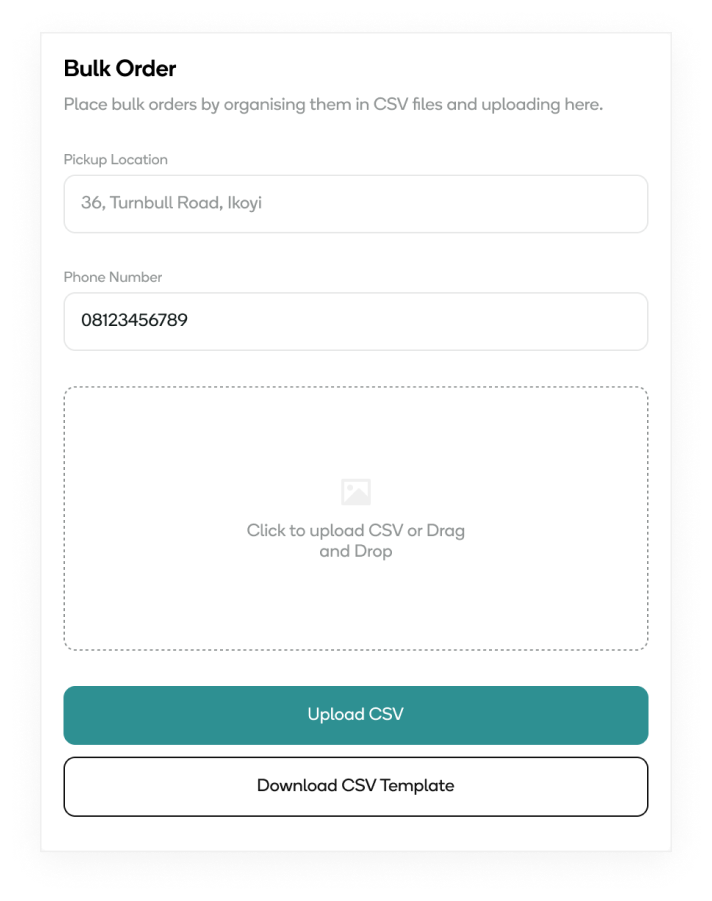 Bulk Order
Place bulk orders by organising them in CSV files and uploading here.
Pickup Location
36, Turnbull Road, Ikoyi
Phone Number
08123456789
Click to upload CSV or Drag
and Drop
Upload CSV
Download CSV Template